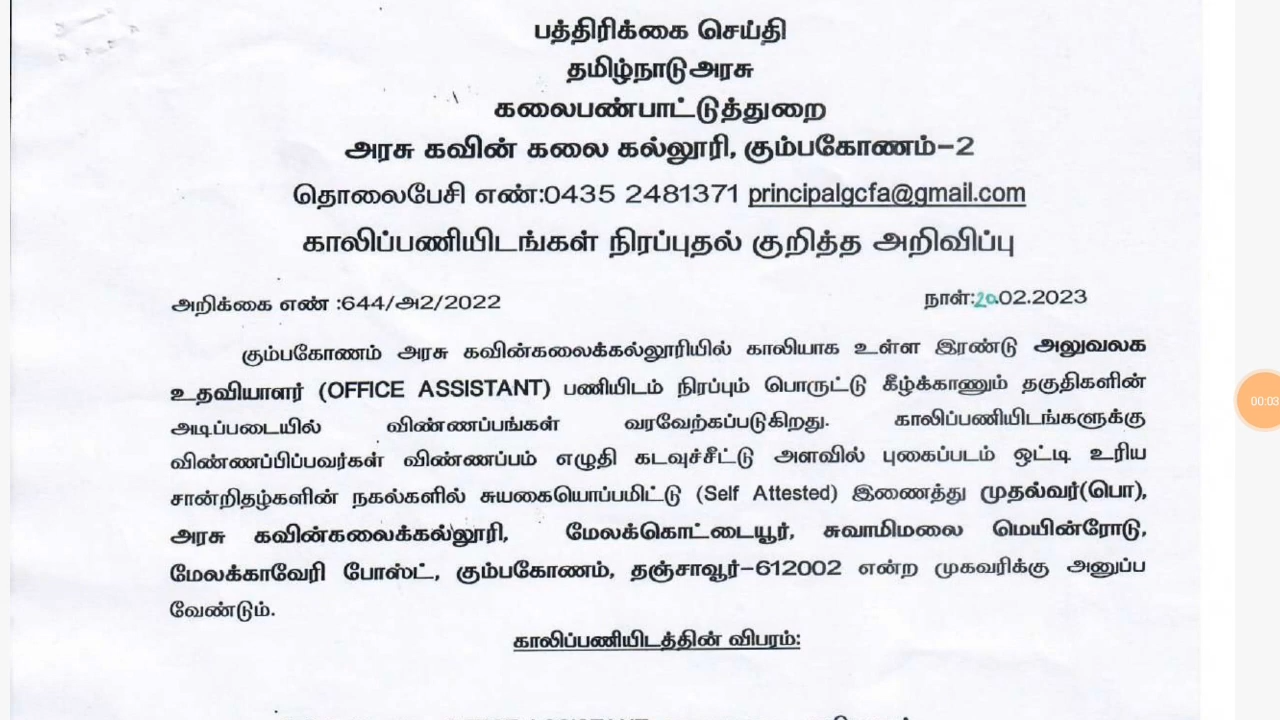 பத்திரிக்கை செய்தி
தமிழ்நாடுஅரசு
கலைபண்பாட்டுத்துறை
அரசு கவின் கலை கல்லூரி, கும்பகோணம்-2
தொலைபேசி எண்:0435 2481371 principalgcfa@gmail.com
காலிப்பணியிடங்கள் நிரப்புதல் குறித்த அறிவிப்பு
அறிக்கை எண் :644/அ2/2022 நாள்:20.02.2023
கும்பகோணம் அரசு கவின்கலைக்கல்லூரியில் காலியாக உள்ள இரண்டு அலுவலக
உதவியாளர் (OFFICE ASSISTANT) பணியிடம் நிரப்பும் பொருட்டு கீழ்க்காணும் தகுதிகளின்
அடிப்படையில் விண்ணப்பங்கள் வரவேற்கப்படுகிறது. காலிப்பணியிடங்களுக்கு
விண்ணப்பிப்பவர்கள் விண்ணப்பம் எழுதி கடவுச்சீட்டு அளவில் புகைப்படம் ஒட்டி உரிய
சான்றிதழ்களின் நகல்களில் சுயகையொப்பமிட்டு (Self Attested) இணைத்து முதல்வர்(பொ),
அரசு கவின்கலைக்கல்லூரி, மேலக்கொட்டையூர், சுவாமிமலை மெயின்ரோடு,
மேலக்காவேரி போஸ்ட், கும்பகோணம், தஞ்சாவூர்-612002 என்ற முகவரிக்கு அனுப்ப
வேண்டும்.
காலிப்பணியிடத்தின் விபரம்:
00:03